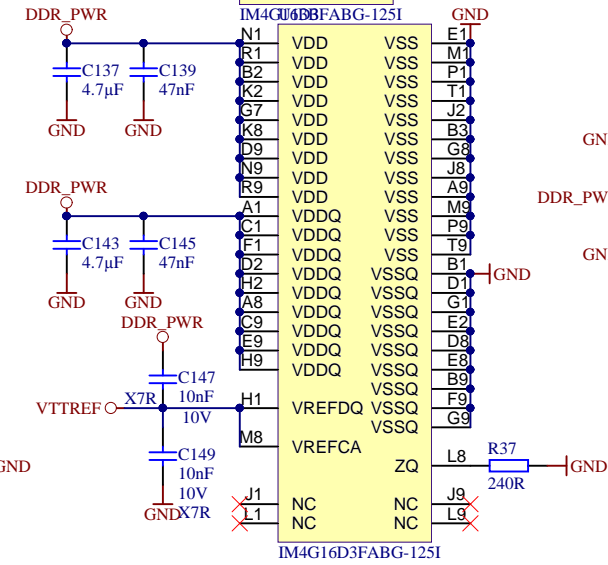 DDR_PWR
IM4G16D3FABG-125I
GND
C137
4.7µF
C139
47nF
GND
GND
N1 VDD VSS E1
R1 VDD VSS M1
B2 VDD VSS P1
K2 VDD VSS T1
G7 VDD VSS J2
K8 VDD VSS B3
D9 VDD VSS G8
N9 VDD VSS J8
R9 VDD VSS A9
A1 VDDQ VSS M9
C1 VDDQ VSS P9
F1 VDDQ VSS T9
D2 VDDQ VSSQ B1
H2 VDDQ VSSQ D1
A8 VDDQ VSSQ G1
C9 VDDQ VSSQ E2
E9 VDDQ VSSQ D8
H9 VDDQ VSSQ E8
VSSQ B9
H1 VREFDQ VSSQ F9
VSSQ G9
M8 VREFCA
ZQ L8
J1 NC NC J9
L1 NC NC L9
GN
DDR_PW
GN
DDR_PWR
C143
4.7µF
C145
47nF
GND
GND
GND
DDR_PWR
C147
10nF
10V
X7R
VTTREF
C149
10nF
10V
X7R
GND
GND
R37
240R
GND
IM4G16D3FABG-125I